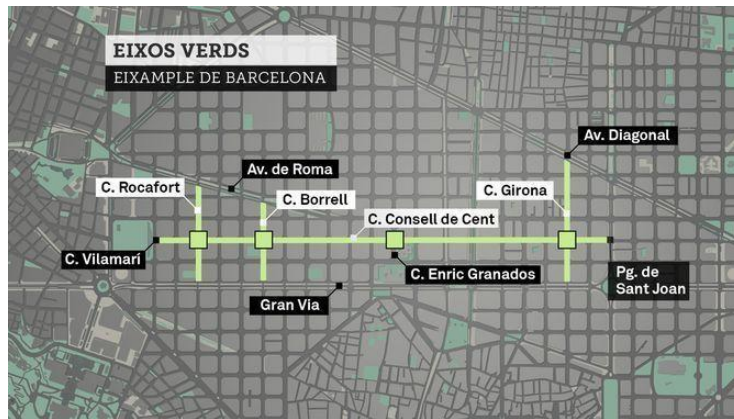 EIXOS VERDS
EIXAMPLE DE BARCELONA
Av. Diagonal
Av. de Roma
C. Rocafort
C. Borrell
C. Girona
C. Consell de Cent
C. Vilamarí
C. Enric Granados
Pg. de
Sant Joan
Gran Via